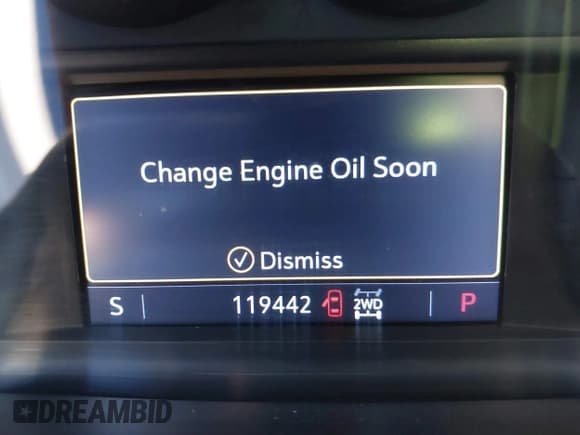 Change Engine Oil Soon
Dismiss
S 119442 2WD P
DREAMBID